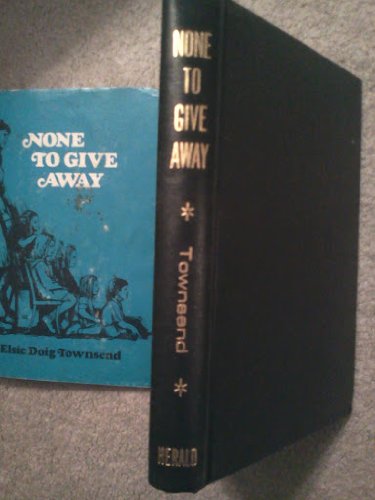 NONE
TO GIVE
AWAY
Elsie Doig Townsend
NONE
TO
GIVE
AWAY
*
Townsend
*
HERALD